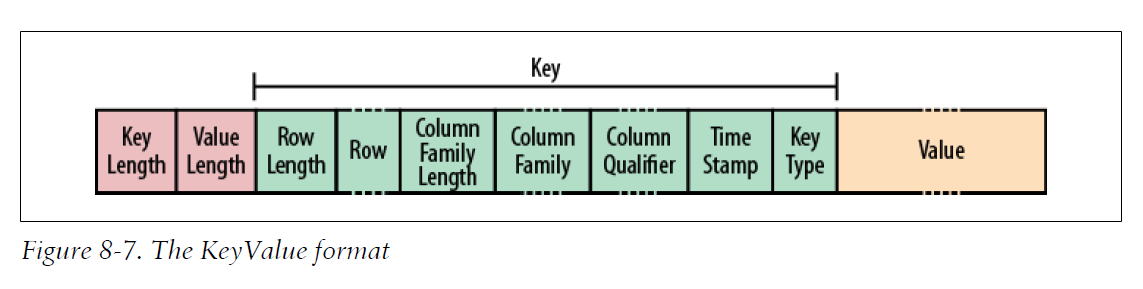 Key
Key Length
Value Length
Row Length
Row
Column Family Length
Column Family
Column Qualifier
Time Stamp
Key Type
Value
Figure 8-7. The KeyValue format